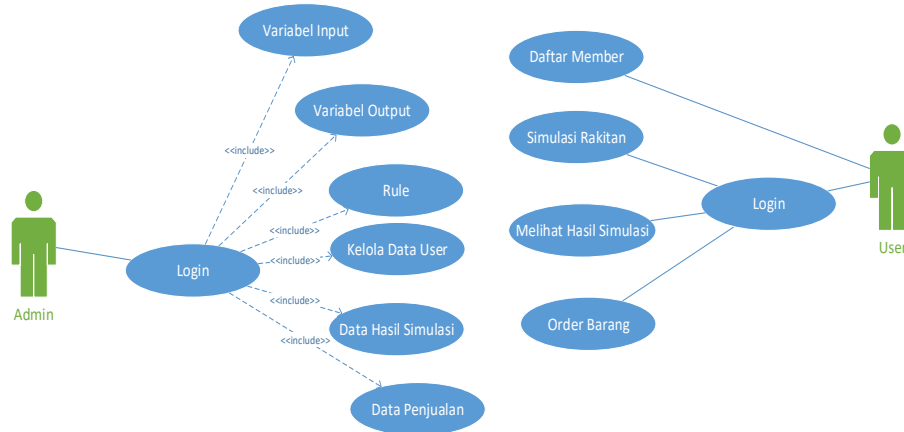 Variabel Input
Variabel Output
<<include>>
<<include>>
Rule
<<include>>
Kelola Data User
<<include>>
Login
Admin
<<include>>
Data Hasil Simulasi
<<include>>
Data Penjualan
Daftar Member
Simulasi Rakitan
Login
Melihat Hasil Simulasi
User
Order Barang